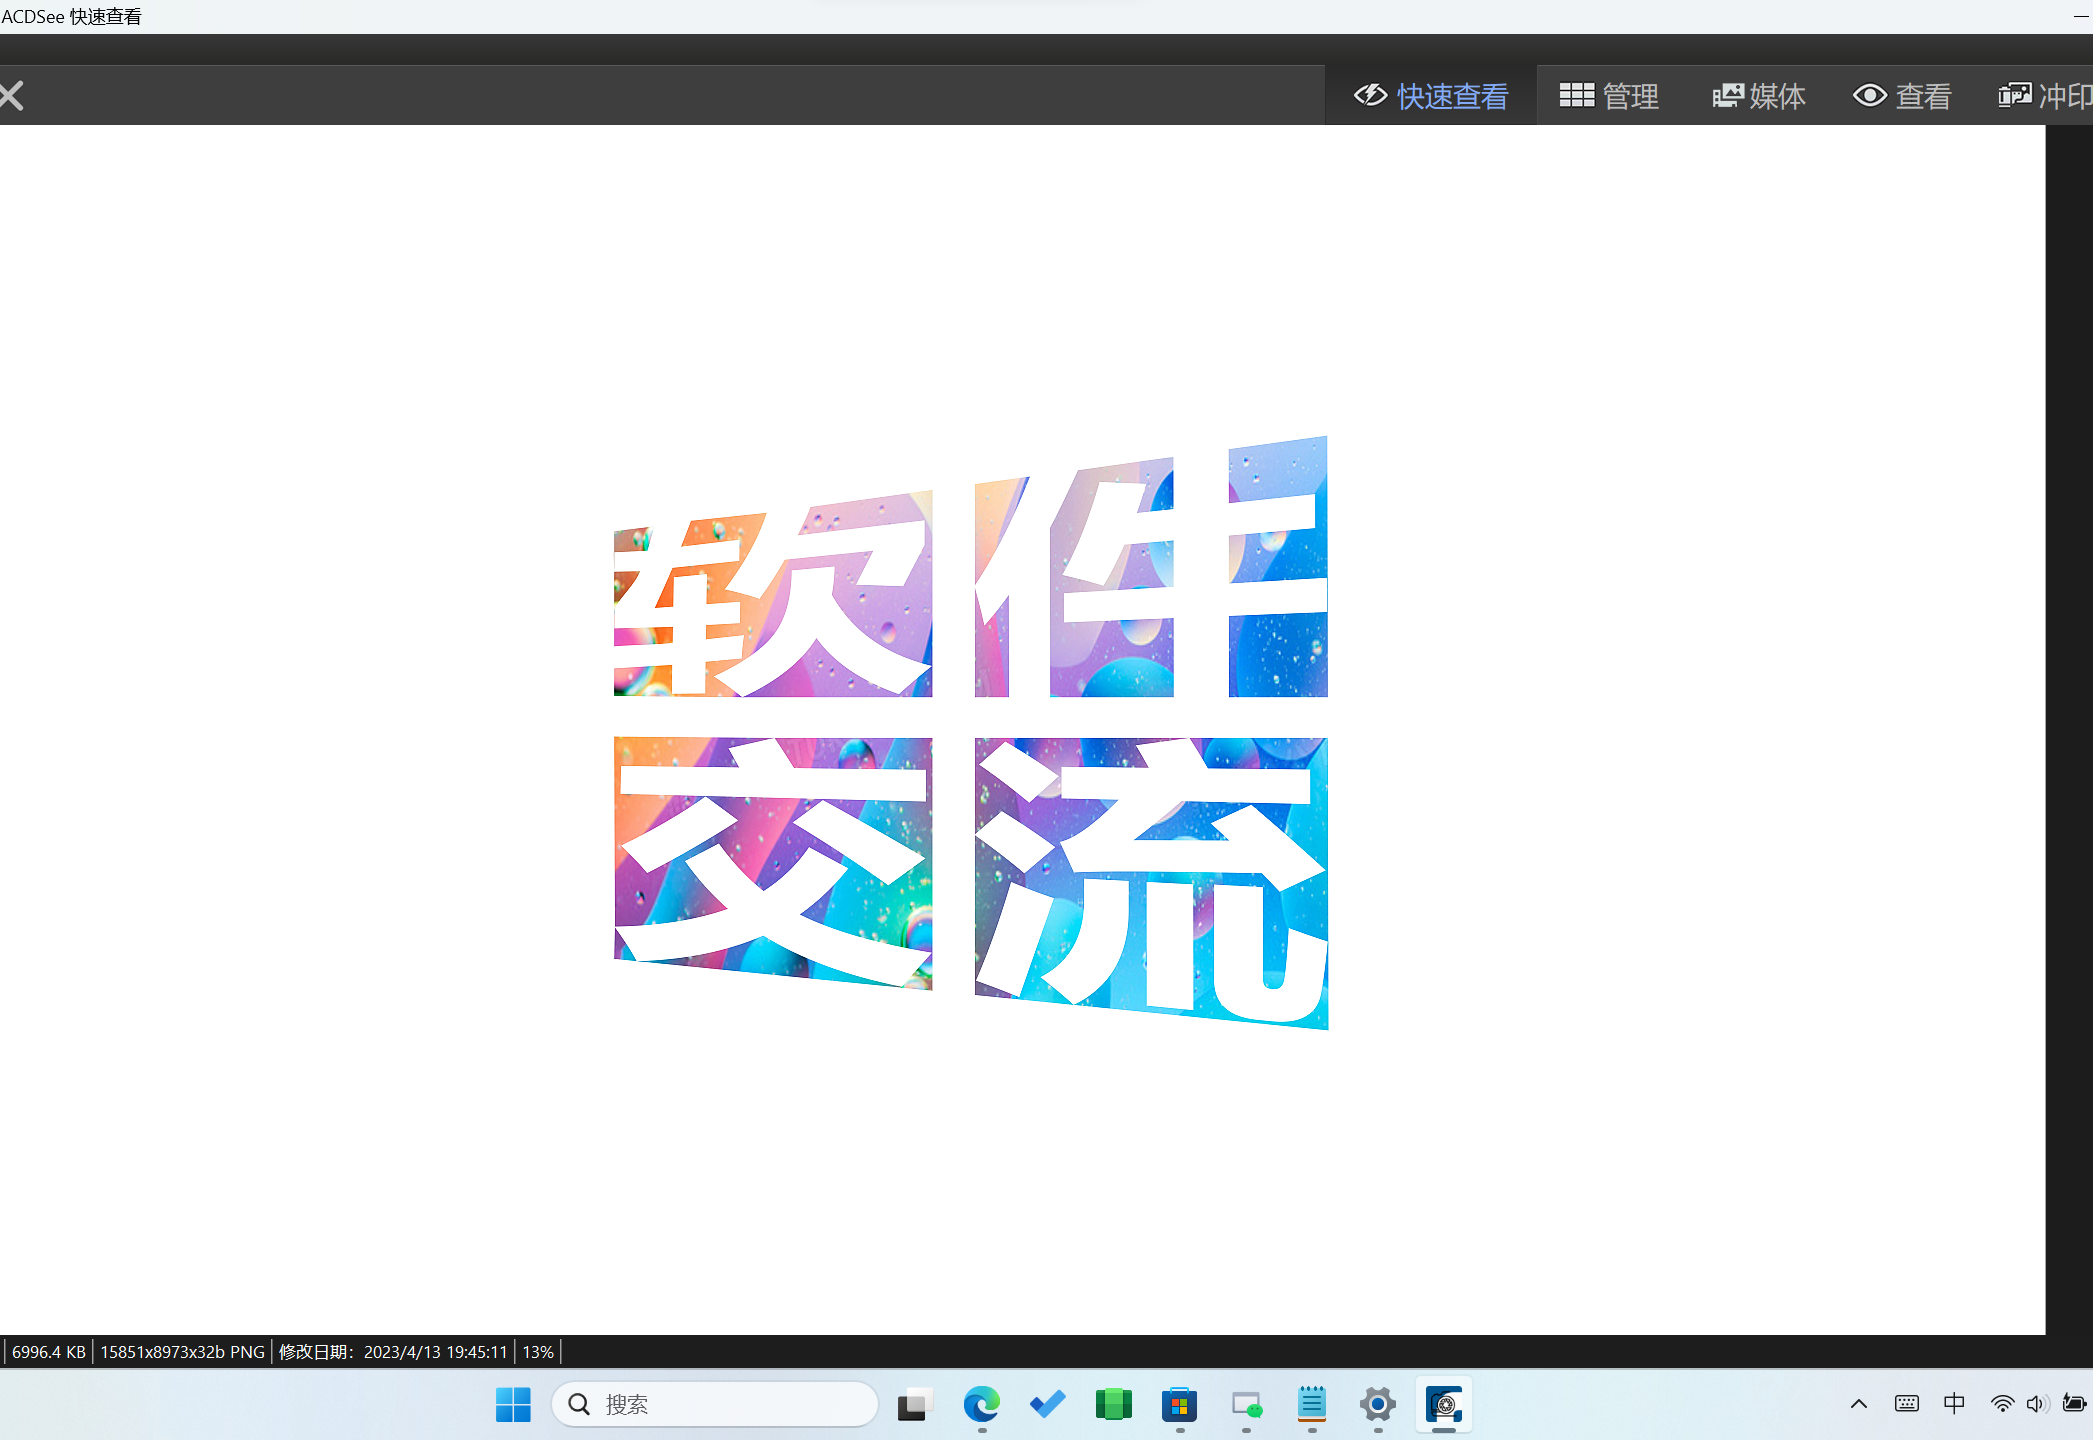 ACDSee 快速查看
快速查看 管理 媒体 查看 冲印
软件
交流
6996.4 KB 15851x8973x32b PNG 修改日期：2023/4/13 19:45:11 13%
搜索 中